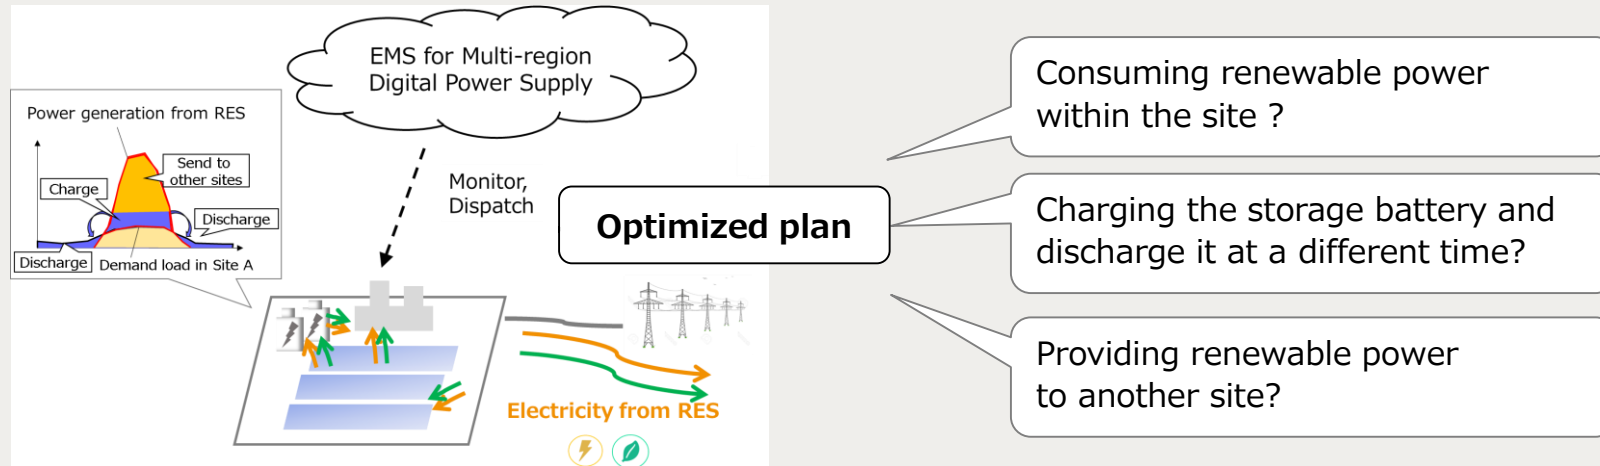 EMS for Multi-region
Digital Power Supply
Power generation from RES
Send to
other sites
Charge
Discharge
Discharge
Demand load in Site A
Monitor,
Dispatch
Optimized plan
Electricity from RES
Consuming renewable power
within the site ?
Charging the storage battery and
discharge it at a different time?
Providing renewable power
to another site?